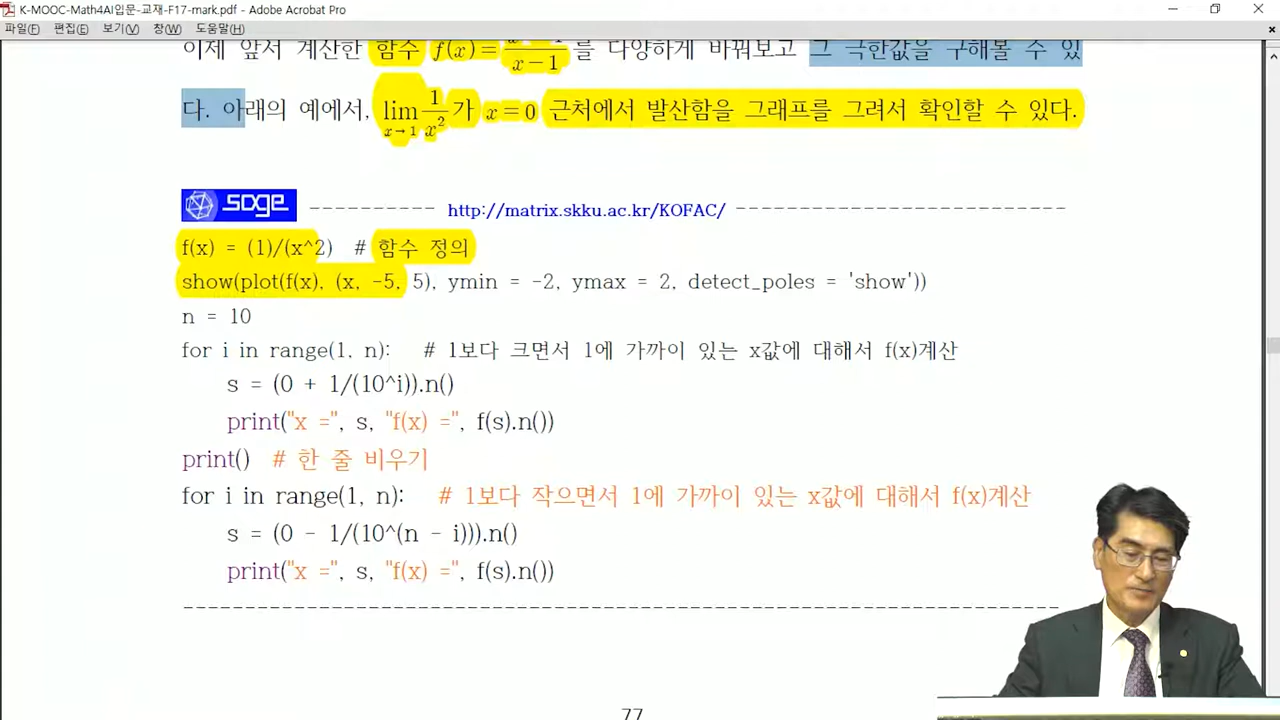 K-MOOC-Math4AI입문-교재-F17-mark.pdf - Adobe Acrobat Pro
파일(F) 편집(E) 보기(V) 창(W) 도움말(H)
이제 앞서 계산한 함수 f(x) = x - 1 를 다양하게 바꿔보고 그 극한값을 구해볼 수 있
다. 아래의 예에서, lim x→1 1/x² 가 x = 0 근처에서 발산함을 그래프를 그려서 확인할 수 있다.
sage ---------- http://matrix.skku.ac.kr/KOFAC/ --------------------------
f(x) = (1)/(x^2) # 함수 정의
show(plot(f(x), (x, -5, 5), ymin = -2, ymax = 2, detect_poles = 'show'))
n = 10
for i in range(1, n): # 1보다 크면서 1에 가까이 있는 x값에 대해서 f(x)계산
s = (0 + 1/(10^i)).n()
print("x =", s, "f(x) =", f(s).n())
print() # 한 줄 비우기
for i in range(1, n): # 1보다 작으면서 1에 가까이 있는 x값에 대해서 f(x)계산
s = (0 - 1/(10^(n - i))).n()
print("x =", s, "f(x) =", f(s).n())
77